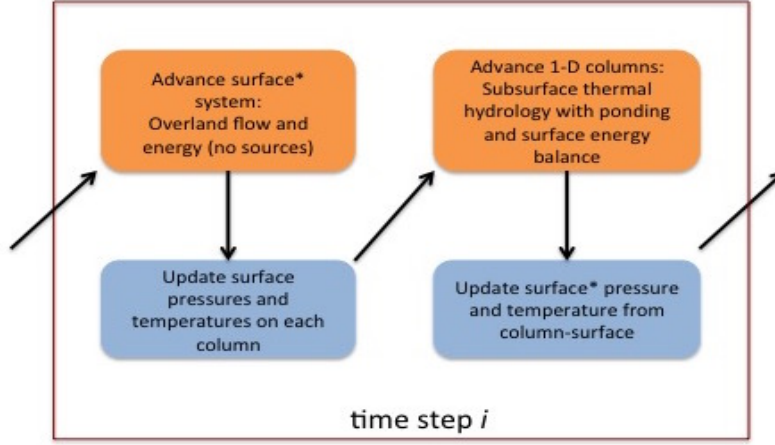 Advance surface*
system:
Overland flow and
energy (no sources)
Update surface
pressures and
temperatures on each
column
Advance 1-D columns:
Subsurface thermal
hydrology with ponding
and surface energy
balance
Update surface* pressure
and temperature from
column-surface
time step i